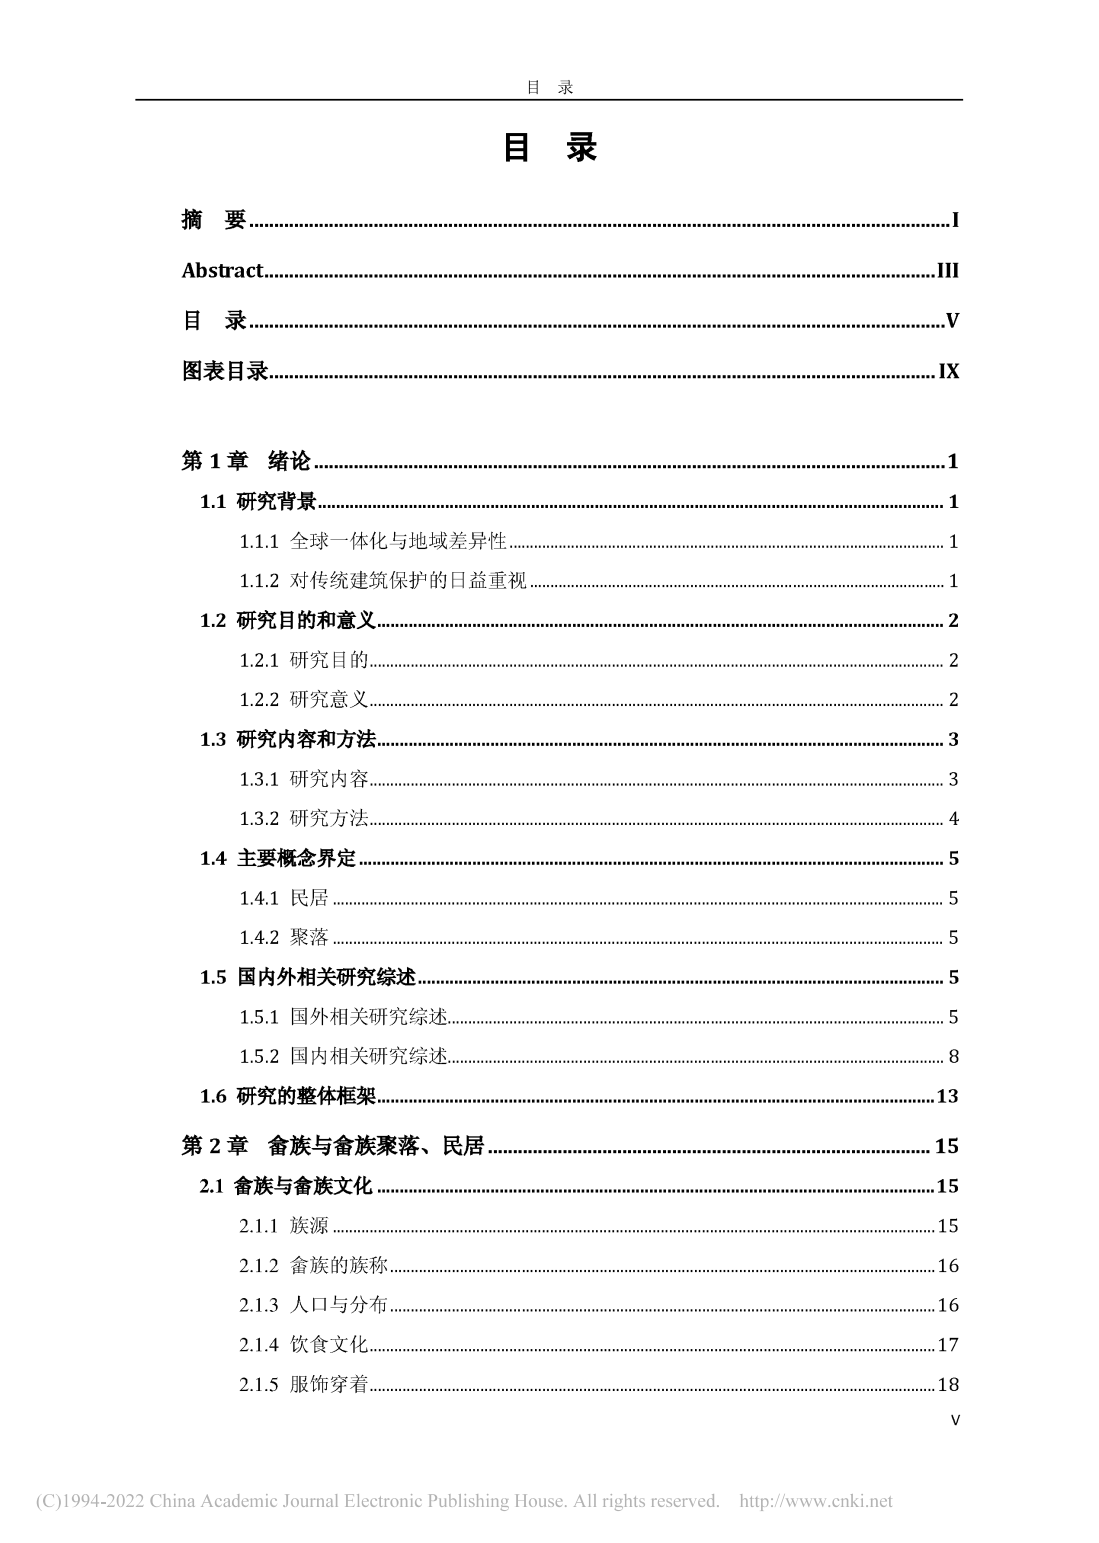 目 录
目 录
摘 要 I
Abstract III
目 录 V
图表目录 IX
第 1 章 绪论 1
1.1 研究背景 1
1.1.1 全球一体化与地域差异性 1
1.1.2 对传统建筑保护的日益重视 1
1.2 研究目的和意义 2
1.2.1 研究目的 2
1.2.2 研究意义 2
1.3 研究内容和方法 3
1.3.1 研究内容 3
1.3.2 研究方法 4
1.4 主要概念界定 5
1.4.1 民居 5
1.4.2 聚落 5
1.5 国内外相关研究综述 5
1.5.1 国外相关研究综述 5
1.5.2 国内相关研究综述 8
1.6 研究的整体框架 13
第 2 章 畲族与畲族聚落、民居 15
2.1 畲族与畲族文化 15
2.1.1 族源 15
2.1.2 畲族的族称 16
2.1.3 人口与分布 16
2.1.4 饮食文化 17
2.1.5 服饰穿着 18
V
(C)1994-2022 China Academic Journal Electronic Publishing House. All rights reserved. http://www.cnki.net